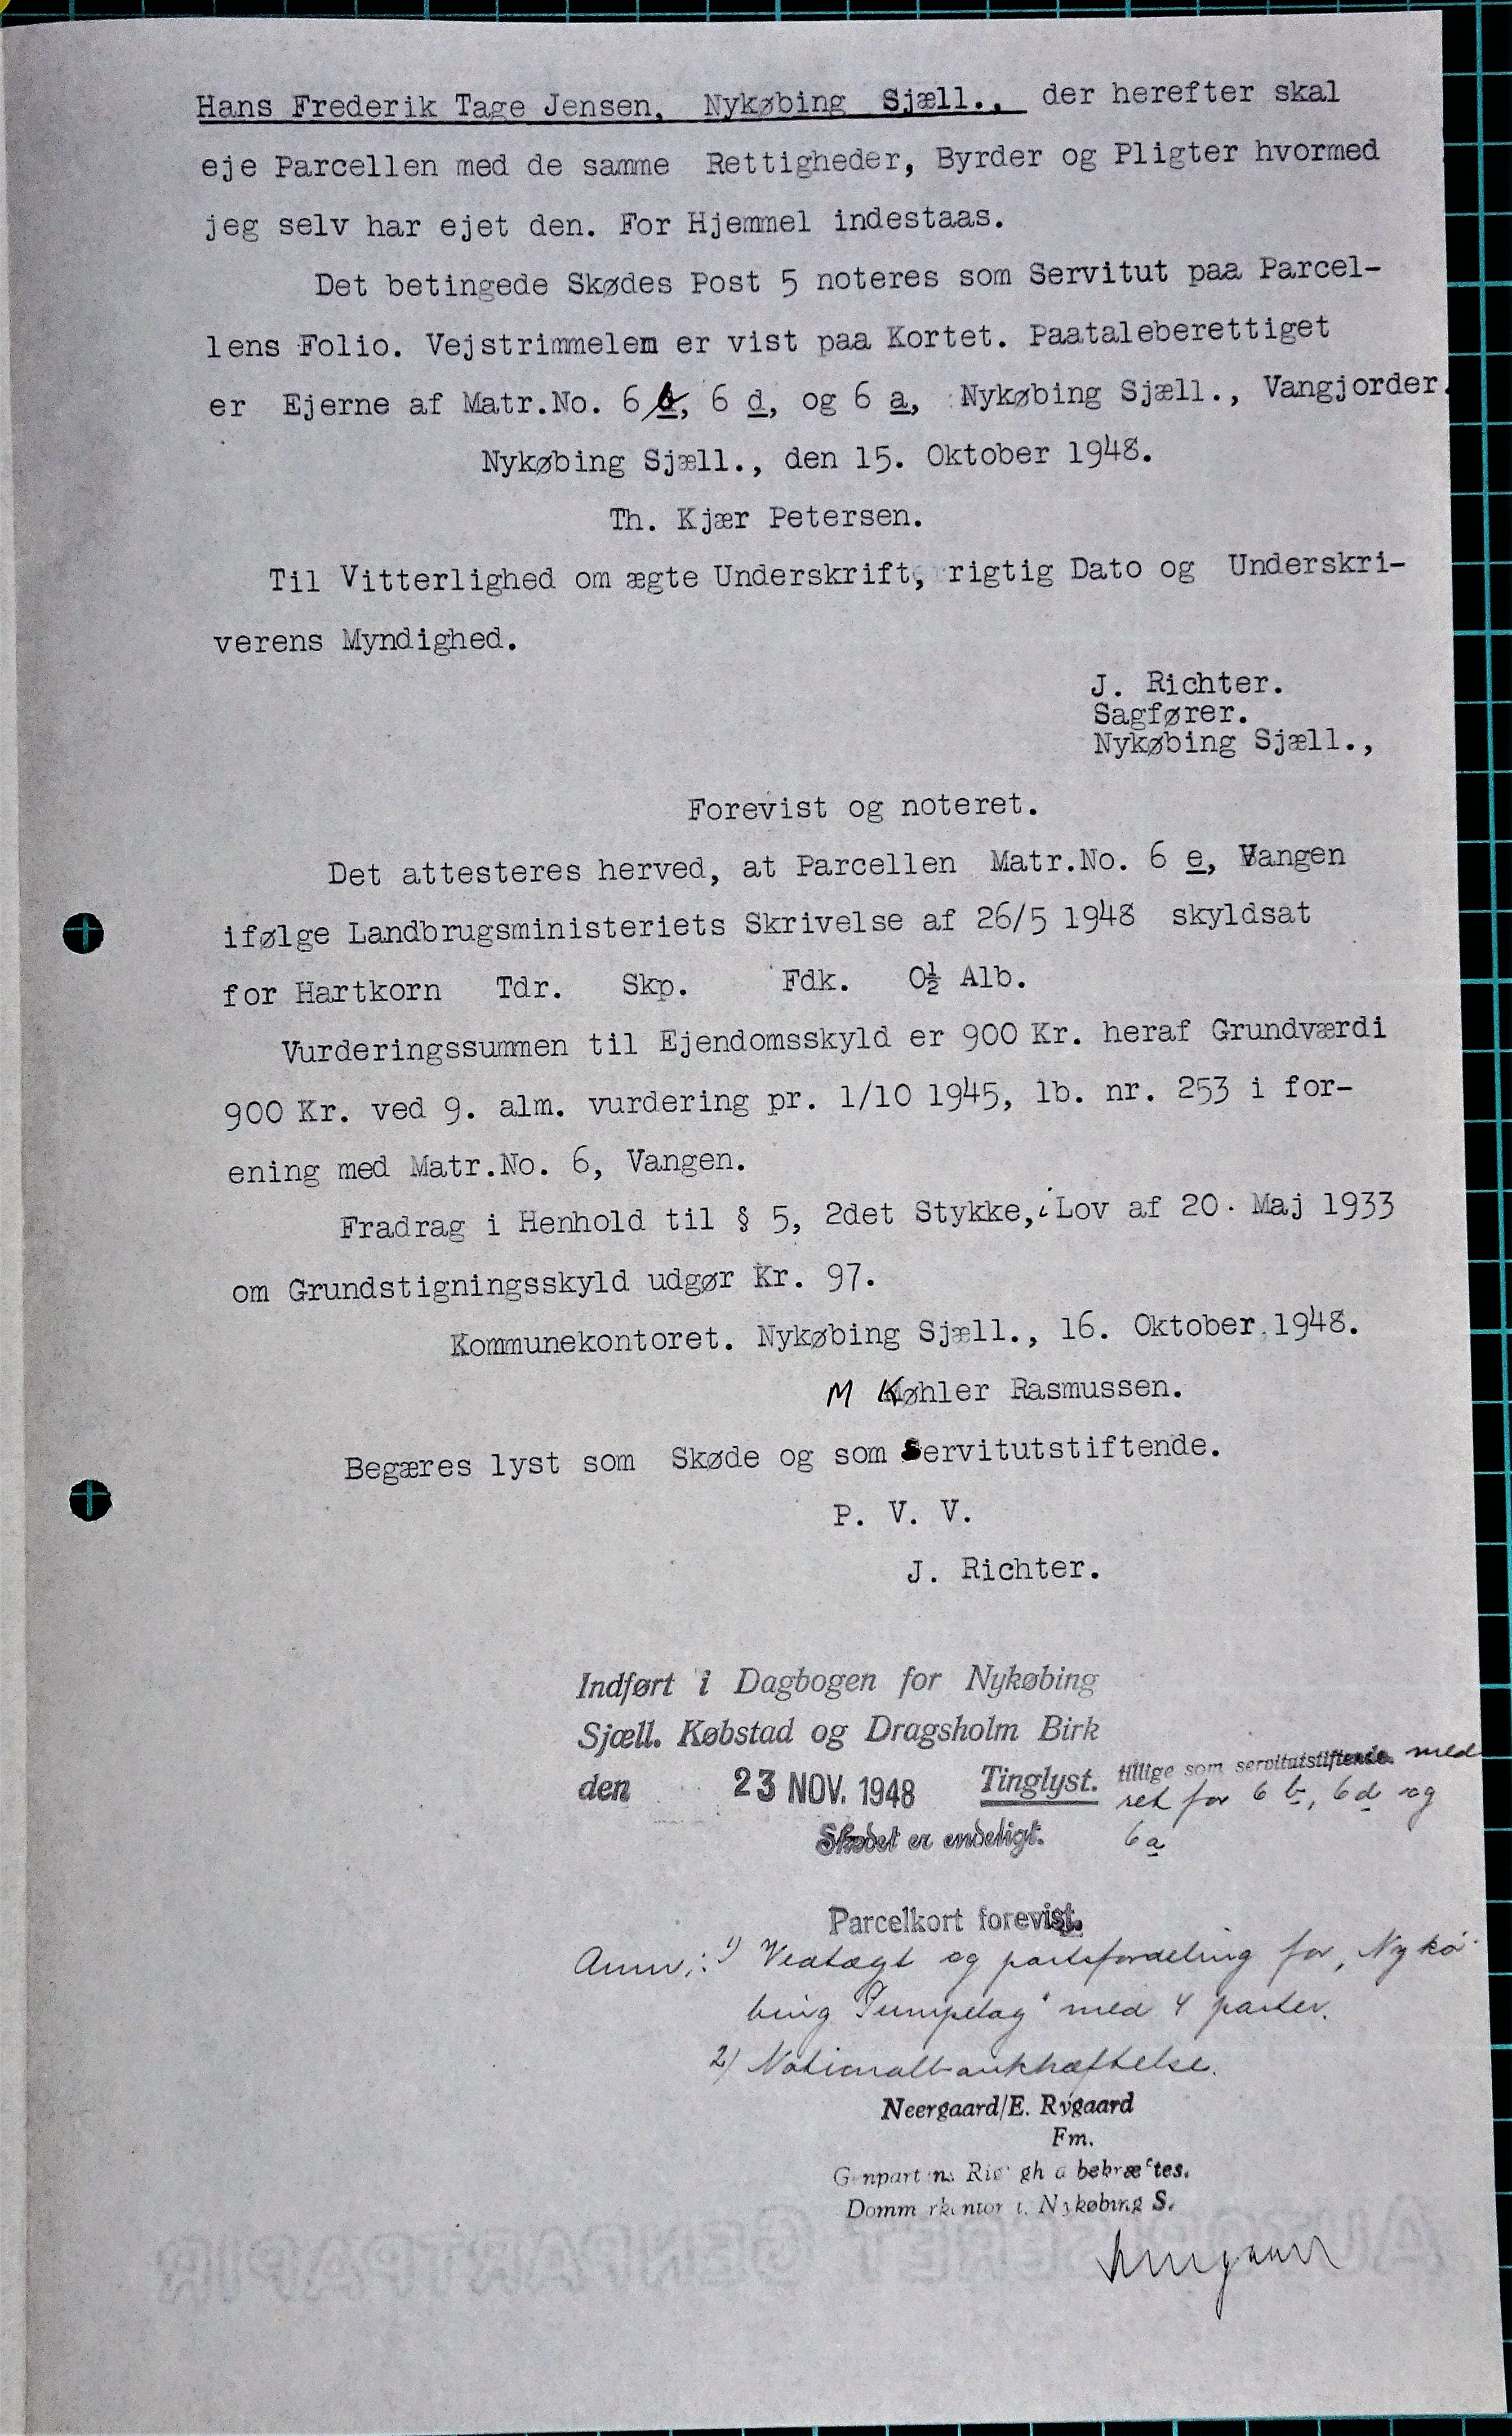 Hans Frederik Tage Jensen, Nykøbing Sjæll., der herefter skal
eje Parcellen med de samme Rettigheder, Byrder og Pligter hvormed
jeg selv har ejet den. For Hjemmel indestaas.
Det betingede Skødes Post 5 noteres som Servitut paa Parcel-
lens Folio. Vejstrimmelen er vist paa Kortet. Paataleberettiget
er Ejerne af Matr.No. 6 b, 6 d, og 6 a, Nykøbing Sjæll., Vangjorder.
Nykøbing Sjæll., den 15. Oktober 1948.
Th. Kjær Petersen.
Til Vitterlighed om ægte Underskrift, rigtig Dato og Underskri-
verens Myndighed.
J. Richter.
Sagfører.
Nykøbing Sjæll.,
Forevist og noteret.
Det attesteres herved, at Parcellen Matr.No. 6 e, Vangen
ifølge Landbrugsministeriets Skrivelse af 26/5 1948 skyldsat
for Hartkorn Tdr. Skp. Fdk. 0½ Alb.
Vurderingssummen til Ejendomsskyld er 900 Kr. heraf Grundværdi
900 Kr. ved 9. alm. vurdering pr. 1/10 1945, lb. nr. 253 i for-
ening med Matr.No. 6, Vangen.
Fradrag i Henhold til § 5, 2det Stykke, i Lov af 20. Maj 1933
om Grundstigningsskyld udgør Kr. 97.
Kommunekontoret. Nykøbing Sjæll., 16. Oktober 1948.
M Køhler Rasmussen.
Begæres lyst som Skøde og som Servitutstiftende.
P. V. V.
J. Richter.
Indført i Dagbogen for Nykøbing
Sjæll. Købstad og Dragsholm Birk
den 23 NOV. 1948 Tinglyst. tillige som servitutstiftende. med
ret for 6 b, 6 d og
Skødet er endeligt. 6 a
Parcelkort forevist.
Anm.: 1) Vedtægt og partsfordeling for "Nykø-
bing Pumpelag" med 4 parter.
2) Nationalbankhæftelse.
Neergaard/E. Rygaard
Fm.
Genpartens Rigtighed bekræftes.
Dommerkontoret i Nykøbing S.
AUTORISERET GENPARTPAPIR